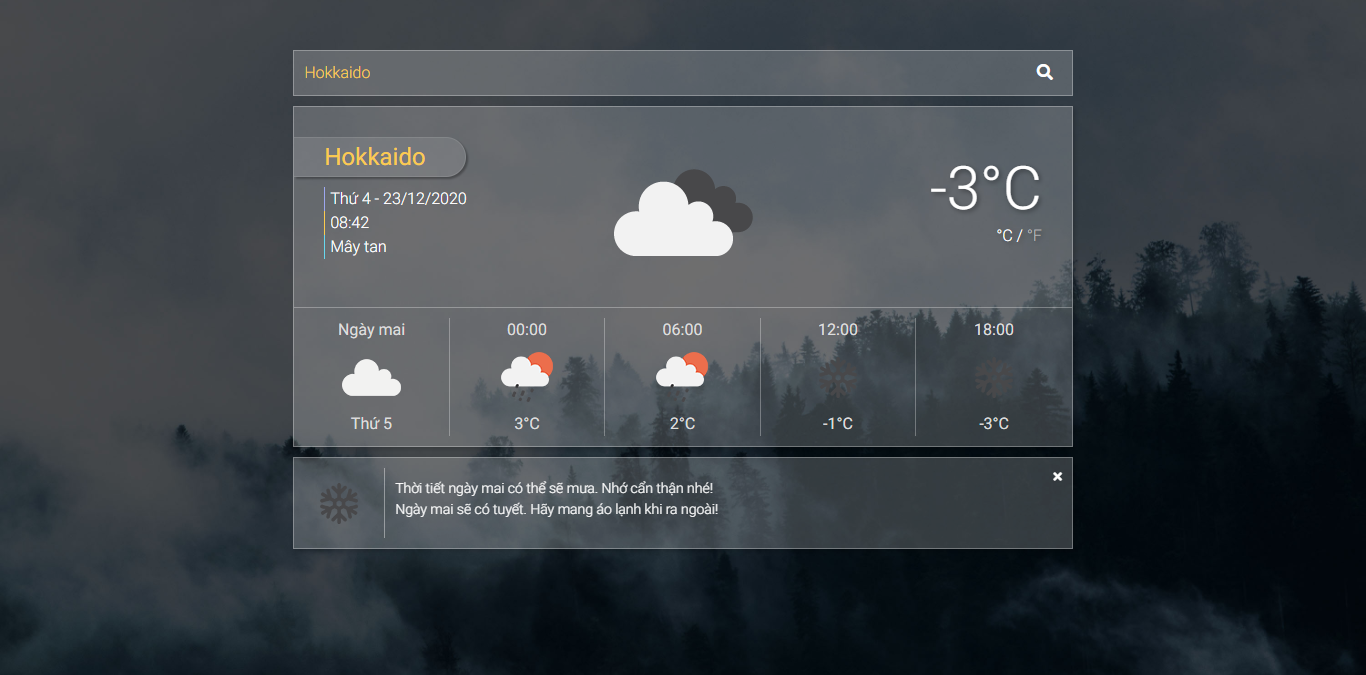 Hokkaido
Hokkaido
Thứ 4 - 23/12/2020
08:42
Mây tan
-3°C
°C / °F
Ngày mai
00:00
06:00
12:00
18:00
Thứ 5
3°C
2°C
-1°C
-3°C
Thời tiết ngày mai có thể sẽ mưa. Nhớ cẩn thận nhé!
Ngày mai sẽ có tuyết. Hãy mang áo lạnh khi ra ngoài!